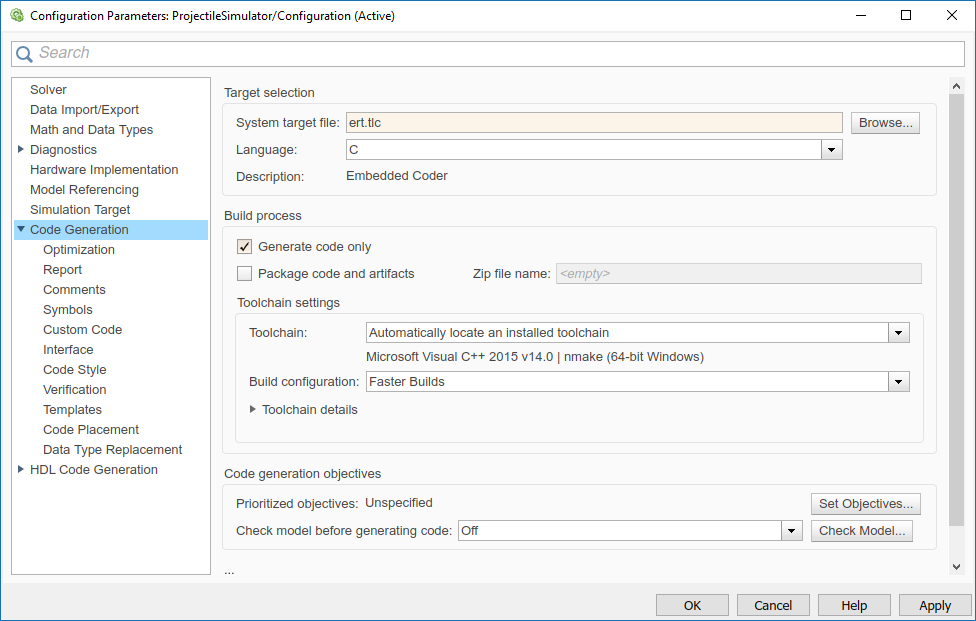 Configuration Parameters: ProjectileSimulator/Configuration (Active)
Search
Solver
Data Import/Export
Math and Data Types
Diagnostics
Hardware Implementation
Model Referencing
Simulation Target
Code Generation
Optimization
Report
Comments
Symbols
Custom Code
Interface
Code Style
Verification
Templates
Code Placement
Data Type Replacement
HDL Code Generation
Target selection
System target file: ert.tlc Browse...
Language: C
Description: Embedded Coder
Build process
Generate code only
Package code and artifacts Zip file name: <empty>
Toolchain settings
Toolchain: Automatically locate an installed toolchain
Microsoft Visual C++ 2015 v14.0 | nmake (64-bit Windows)
Build configuration: Faster Builds
Toolchain details
Code generation objectives
Prioritized objectives: Unspecified Set Objectives...
Check model before generating code: Off Check Model...
...
OK Cancel Help Apply